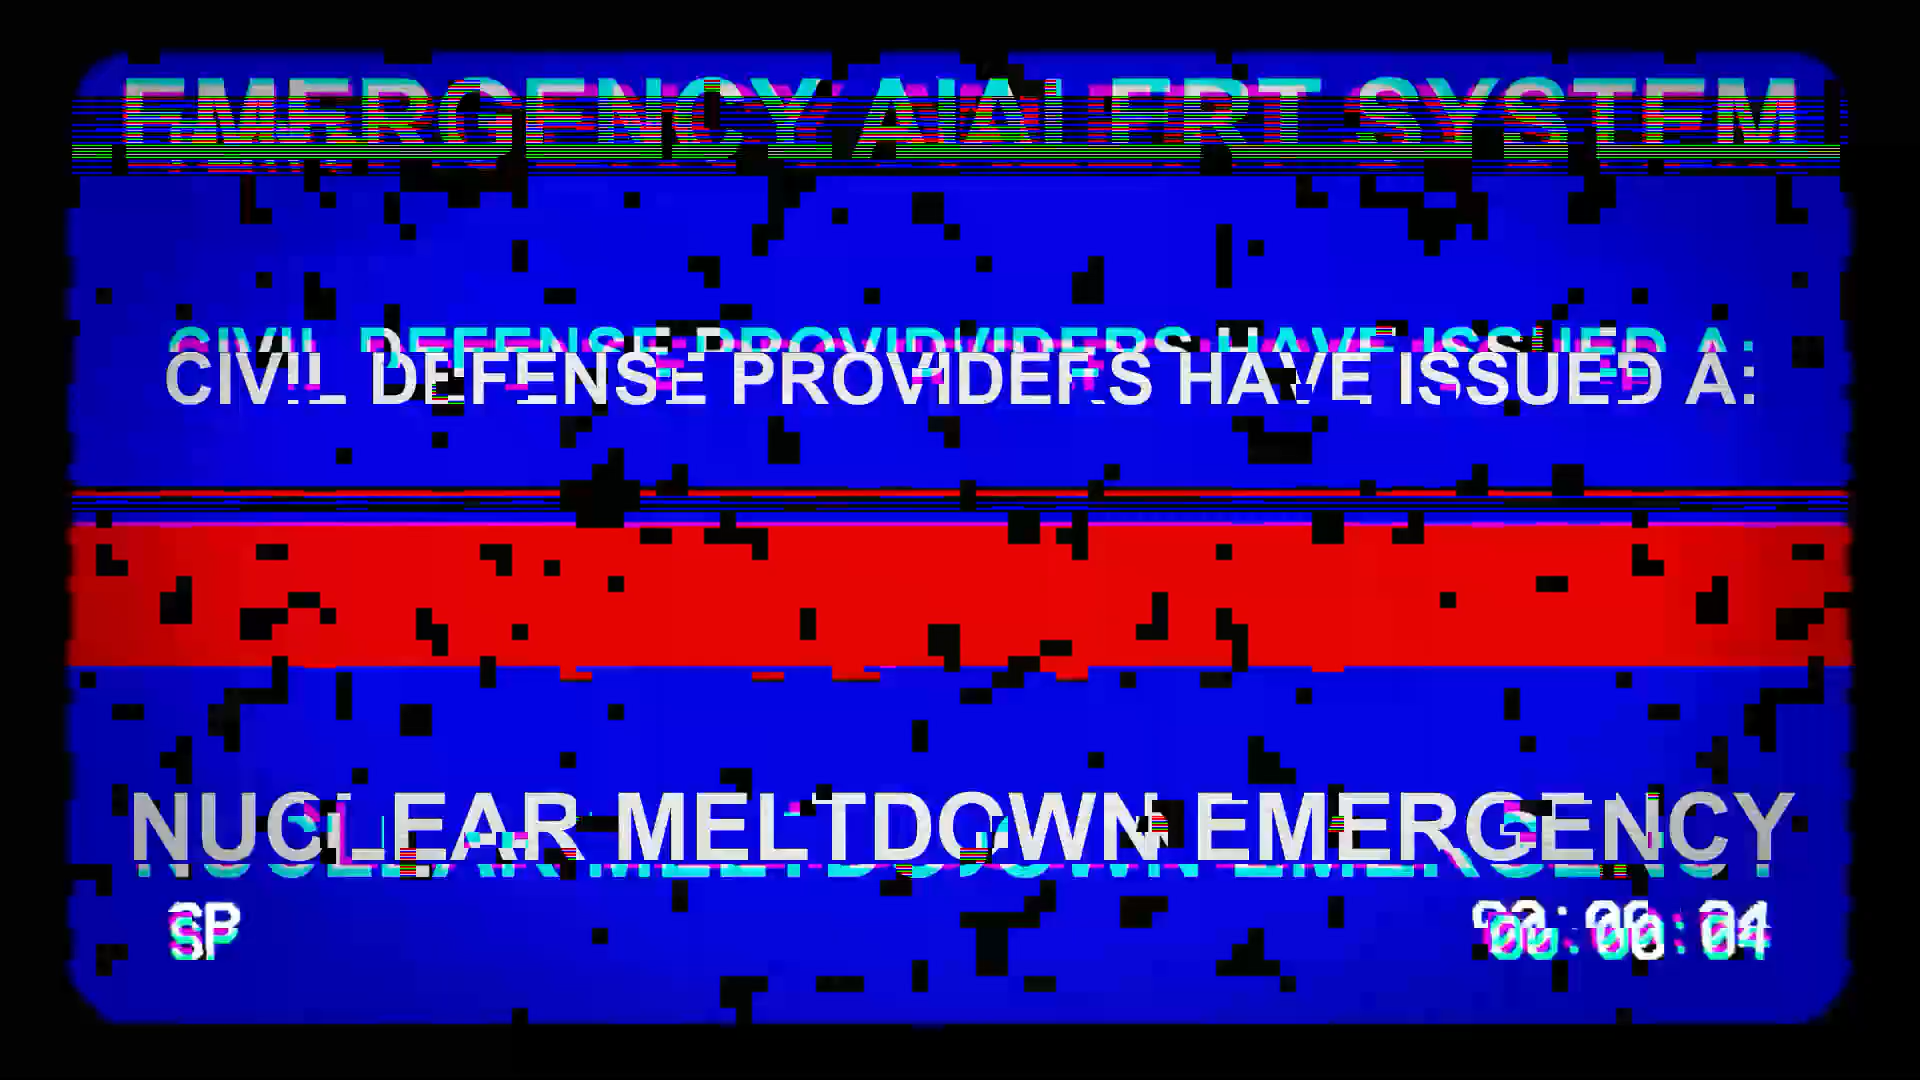 EMERGENCY ALERT SYSTEM
CIVIL DEFENSE PROVIDERS HAVE ISSUED A:
NUCLEAR MELTDOWN EMERGENCY
SP 00:00:04